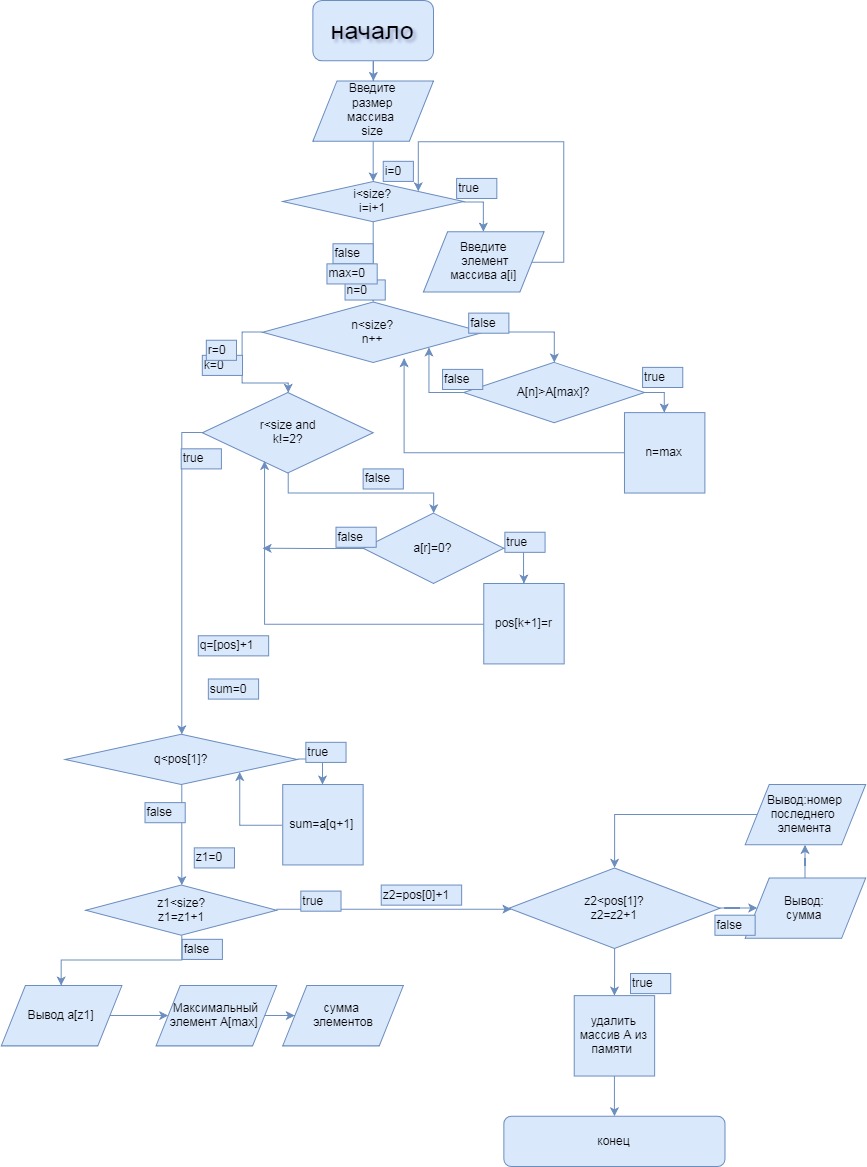 начало
Введите
размер
массива
size
i=0
i<size?
i=i+1
true
Введите
элемент
массива a[i]
false
max=0
n=0
n<size?
n++
false
r=0
k=0
A[n]>A[max]?
false
true
n=max
r<size and
k!=2?
true
false
a[r]=0?
false
true
pos[k+1]=r
q=[pos]+1
sum=0
q<pos[1]?
true
sum=a[q+1]
false
z1=0
z1<size?
z1=z1+1
true
z2=pos[0]+1
z2<pos[1]?
z2=z2+1
Вывод:номер
последнего
элемента
Вывод:
сумма
false
false
Вывод a[z1]
Максимальный
элемент A[max]
сумма
элементов
true
удалить
массив А из
памяти
конец